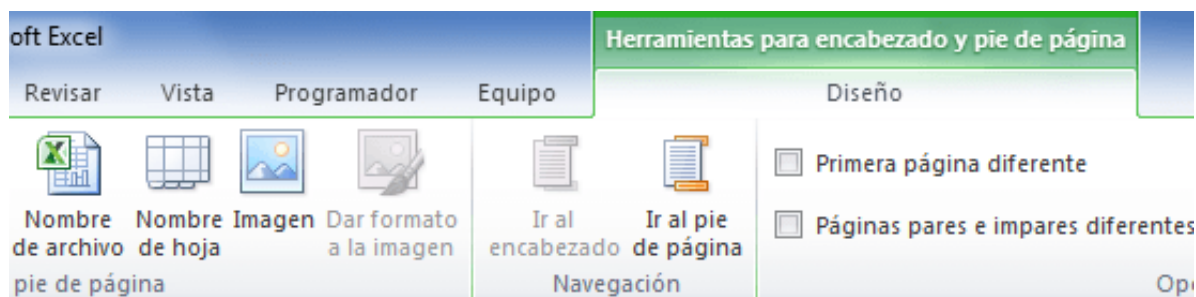 oft Excel
Herramientas para encabezado y pie de página
Revisar Vista Programador Equipo Diseño
Nombre de archivo
Nombre de hoja
Imagen
Dar formato a la imagen
Ir al encabezado
Ir al pie de página
Primera página diferente
Páginas pares e impares diferentes
pie de página
Navegación
Opc